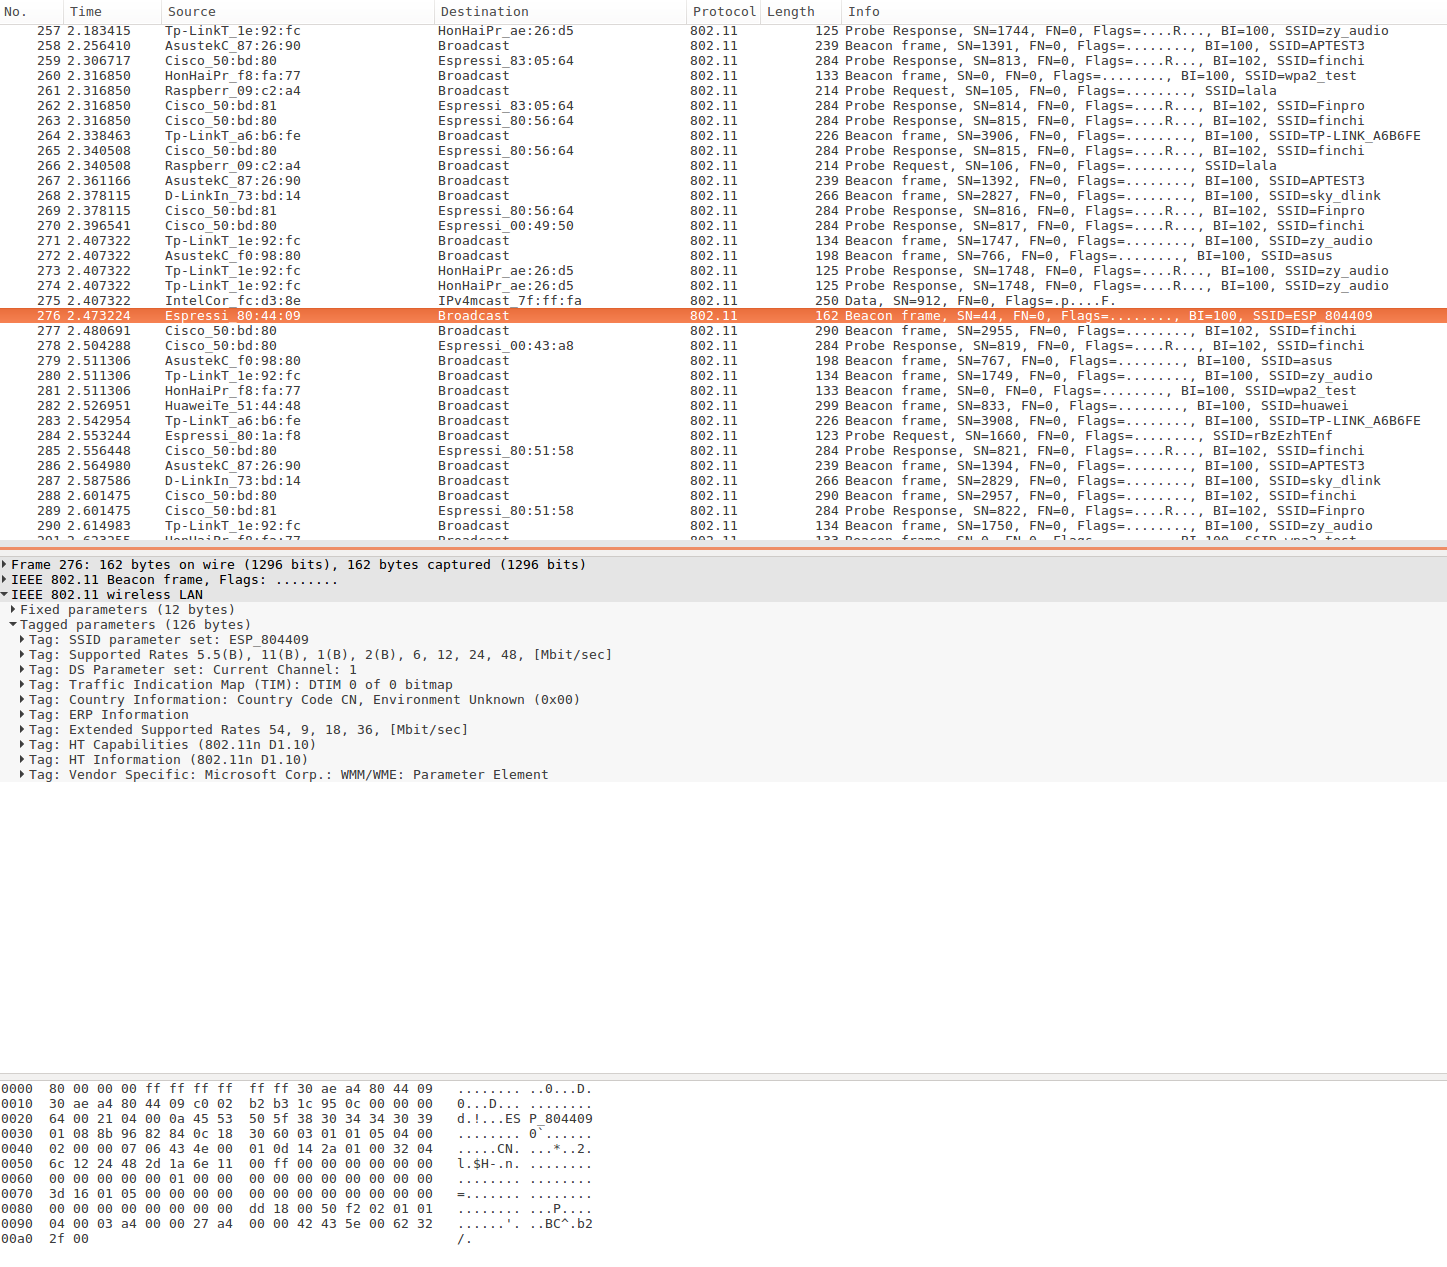 No. Time Source Destination Protocol Length Info
257 2.183415 Tp-LinkT_1e:92:fc HonHaiPr_ae:26:d5 802.11 125 Probe Response, SN=1744, FN=0, Flags=....R..., BI=100, SSID=zy_audio
258 2.256410 AsustekC_87:26:90 Broadcast 802.11 239 Beacon frame, SN=1391, FN=0, Flags=........, BI=100, SSID=APTEST3
259 2.306717 Cisco_50:bd:80 Espressi_83:05:64 802.11 284 Probe Response, SN=813, FN=0, Flags=....R..., BI=102, SSID=finchi
260 2.316850 HonHaiPr_f8:fa:77 Broadcast 802.11 133 Beacon frame, SN=0, FN=0, Flags=........, BI=100, SSID=wpa2_test
261 2.316850 Raspberr_09:c2:a4 Broadcast 802.11 214 Probe Request, SN=105, FN=0, Flags=........, SSID=lala
262 2.316850 Cisco_50:bd:81 Espressi_83:05:64 802.11 284 Probe Response, SN=814, FN=0, Flags=....R..., BI=102, SSID=Finpro
263 2.316850 Cisco_50:bd:80 Espressi_80:56:64 802.11 284 Probe Response, SN=815, FN=0, Flags=....R..., BI=102, SSID=finchi
264 2.338463 Tp-LinkT_a6:b6:fe Broadcast 802.11 226 Beacon frame, SN=3906, FN=0, Flags=........, BI=100, SSID=TP-LINK_A6B6FE
265 2.340508 Cisco_50:bd:80 Espressi_80:56:64 802.11 284 Probe Response, SN=815, FN=0, Flags=....R..., BI=102, SSID=finchi
266 2.340508 Raspberr_09:c2:a4 Broadcast 802.11 214 Probe Request, SN=106, FN=0, Flags=........, SSID=lala
267 2.361166 AsustekC_87:26:90 Broadcast 802.11 239 Beacon frame, SN=1392, FN=0, Flags=........, BI=100, SSID=APTEST3
268 2.378115 D-LinkIn_73:bd:14 Broadcast 802.11 266 Beacon frame, SN=2827, FN=0, Flags=........, BI=100, SSID=sky_dlink
269 2.378115 Cisco_50:bd:81 Espressi_80:56:64 802.11 284 Probe Response, SN=816, FN=0, Flags=....R..., BI=102, SSID=Finpro
270 2.396541 Cisco_50:bd:80 Espressi_00:49:50 802.11 284 Probe Response, SN=817, FN=0, Flags=....R..., BI=102, SSID=finchi
271 2.407322 Tp-LinkT_1e:92:fc Broadcast 802.11 134 Beacon frame, SN=1747, FN=0, Flags=........, BI=100, SSID=zy_audio
272 2.407322 AsustekC_f0:98:80 Broadcast 802.11 198 Beacon frame, SN=766, FN=0, Flags=........, BI=100, SSID=asus
273 2.407322 Tp-LinkT_1e:92:fc HonHaiPr_ae:26:d5 802.11 125 Probe Response, SN=1748, FN=0, Flags=....R..., BI=100, SSID=zy_audio
274 2.407322 Tp-LinkT_1e:92:fc HonHaiPr_ae:26:d5 802.11 125 Probe Response, SN=1748, FN=0, Flags=....R..., BI=100, SSID=zy_audio
275 2.407322 IntelCor_fc:d3:8e IPv4mcast_7f:ff:fa 802.11 250 Data, SN=912, FN=0, Flags=.p....F.
276 2.473224 Espressi_80:44:09 Broadcast 802.11 162 Beacon frame, SN=44, FN=0, Flags=........, BI=100, SSID=ESP_804409
277 2.480691 Cisco_50:bd:80 Broadcast 802.11 290 Beacon frame, SN=2955, FN=0, Flags=........, BI=102, SSID=finchi
278 2.504288 Cisco_50:bd:80 Espressi_00:43:a8 802.11 284 Probe Response, SN=819, FN=0, Flags=....R..., BI=102, SSID=finchi
279 2.511306 AsustekC_f0:98:80 Broadcast 802.11 198 Beacon frame, SN=767, FN=0, Flags=........, BI=100, SSID=asus
280 2.511306 Tp-LinkT_1e:92:fc Broadcast 802.11 134 Beacon frame, SN=1749, FN=0, Flags=........, BI=100, SSID=zy_audio
281 2.511306 HonHaiPr_f8:fa:77 Broadcast 802.11 133 Beacon frame, SN=0, FN=0, Flags=........, BI=100, SSID=wpa2_test
282 2.526951 HuaweiTe_51:44:48 Broadcast 802.11 299 Beacon frame, SN=833, FN=0, Flags=........, BI=100, SSID=huawei
283 2.542954 Tp-LinkT_a6:b6:fe Broadcast 802.11 226 Beacon frame, SN=3908, FN=0, Flags=........, BI=100, SSID=TP-LINK_A6B6FE
284 2.553244 Espressi_80:1a:f8 Broadcast 802.11 123 Probe Request, SN=1660, FN=0, Flags=........, SSID=rBzEzhTEnf
285 2.556448 Cisco_50:bd:80 Espressi_80:51:58 802.11 284 Probe Response, SN=821, FN=0, Flags=....R..., BI=102, SSID=finchi
286 2.564980 AsustekC_87:26:90 Broadcast 802.11 239 Beacon frame, SN=1394, FN=0, Flags=........, BI=100, SSID=APTEST3
287 2.587586 D-LinkIn_73:bd:14 Broadcast 802.11 266 Beacon frame, SN=2829, FN=0, Flags=........, BI=100, SSID=sky_dlink
288 2.601475 Cisco_50:bd:80 Broadcast 802.11 290 Beacon frame, SN=2957, FN=0, Flags=........, BI=102, SSID=finchi
289 2.601475 Cisco_50:bd:81 Espressi_80:51:58 802.11 284 Probe Response, SN=822, FN=0, Flags=....R..., BI=102, SSID=Finpro
290 2.614983 Tp-LinkT_1e:92:fc Broadcast 802.11 134 Beacon frame, SN=1750, FN=0, Flags=........, BI=100, SSID=zy_audio
Frame 276: 162 bytes on wire (1296 bits), 162 bytes captured (1296 bits)
IEEE 802.11 Beacon frame, Flags: ........
IEEE 802.11 wireless LAN
Fixed parameters (12 bytes)
Tagged parameters (126 bytes)
Tag: SSID parameter set: ESP_804409
Tag: Supported Rates 5.5(B), 11(B), 1(B), 2(B), 6, 12, 24, 48, [Mbit/sec]
Tag: DS Parameter set: Current Channel: 1
Tag: Traffic Indication Map (TIM): DTIM 0 of 0 bitmap
Tag: Country Information: Country Code CN, Environment Unknown (0x00)
Tag: ERP Information
Tag: Extended Supported Rates 54, 9, 18, 36, [Mbit/sec]
Tag: HT Capabilities (802.11n D1.10)
Tag: HT Information (802.11n D1.10)
Tag: Vendor Specific: Microsoft Corp.: WMM/WME: Parameter Element
0000 80 00 00 00 ff ff ff ff ff ff 30 ae a4 80 44 09 ........ ..0...D.
0010 30 ae a4 80 44 09 c0 02 b2 b3 1c 95 0c 00 00 00 0...D... ........
0020 64 00 21 04 00 0a 45 53 50 5f 38 30 34 34 30 39 d.!...ES P_804409
0030 01 08 8b 96 82 84 0c 18 30 60 03 01 01 05 04 00 ........ 0`......
0040 02 00 00 07 06 43 4e 00 01 0d 14 2a 01 00 32 04 .....CN. ...*..2.
0050 6c 12 24 48 2d 1a 6e 11 00 ff 00 00 00 00 00 00 l.$H-.n. ........
0060 00 00 00 00 00 01 00 00 00 00 00 00 00 00 00 00 ........ ........
0070 3d 16 01 05 00 00 00 00 00 00 00 00 00 00 00 00 =....... ........
0080 00 00 00 00 00 00 00 00 dd 18 00 50 f2 02 01 01 ........ ...P....
0090 04 00 03 a4 00 00 27 a4 00 00 42 43 5e 00 62 32 ......'. ..BC^.b2
00a0 2f 00 /.